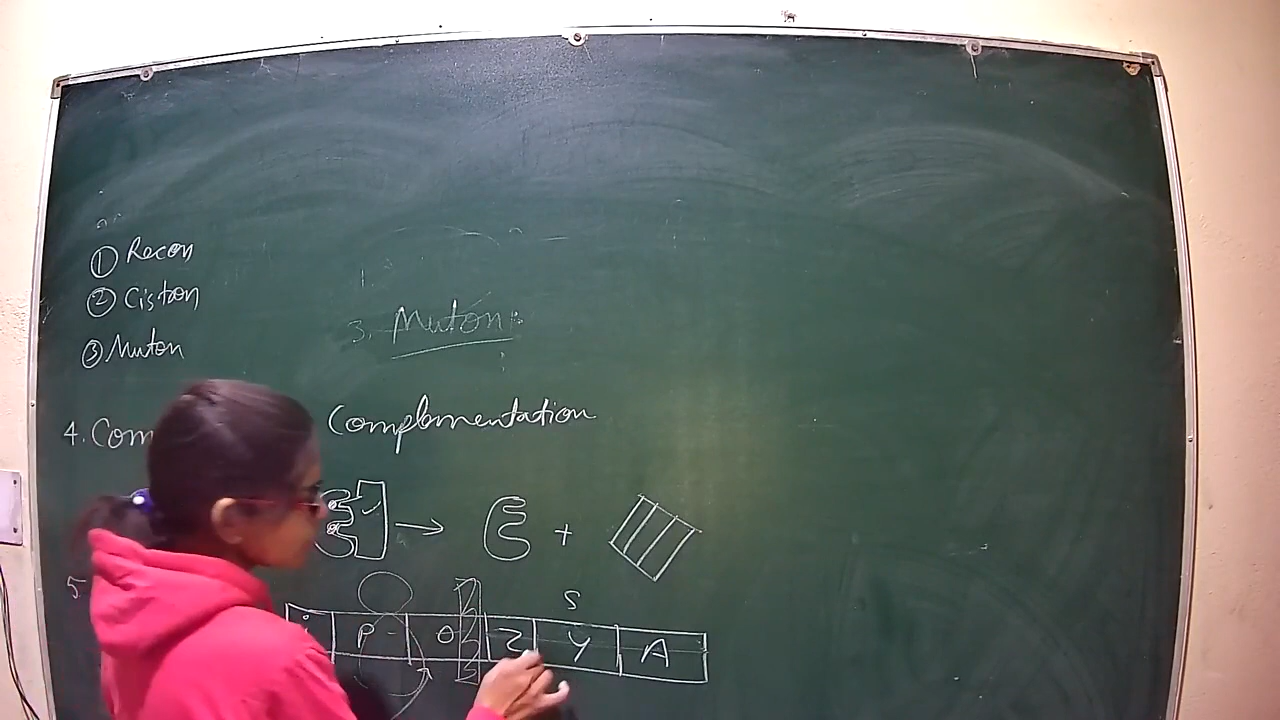 ① Recon
② Cistron
③ Muton
3. Muton
4. Com Complementation
+
5
S
i P O Z Y A